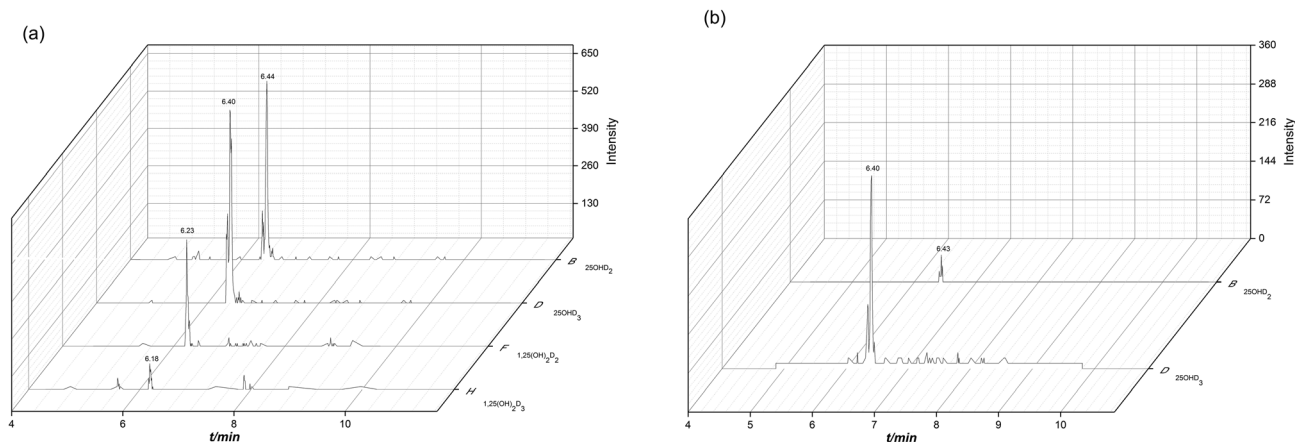 (a)
650
520
390
260
130
Intensity
6.44
6.40
6.23
6.18
B 25OHD2
D 25OHD3
F 1,25(OH)2D2
H 1,25(OH)2D3
4 6 8 10
t/min
(b)
360
288
216
144
72
0
Intensity
6.40
6.43
B 25OHD2
D 25OHD3
4 5 6 7 8 9 10
t/min